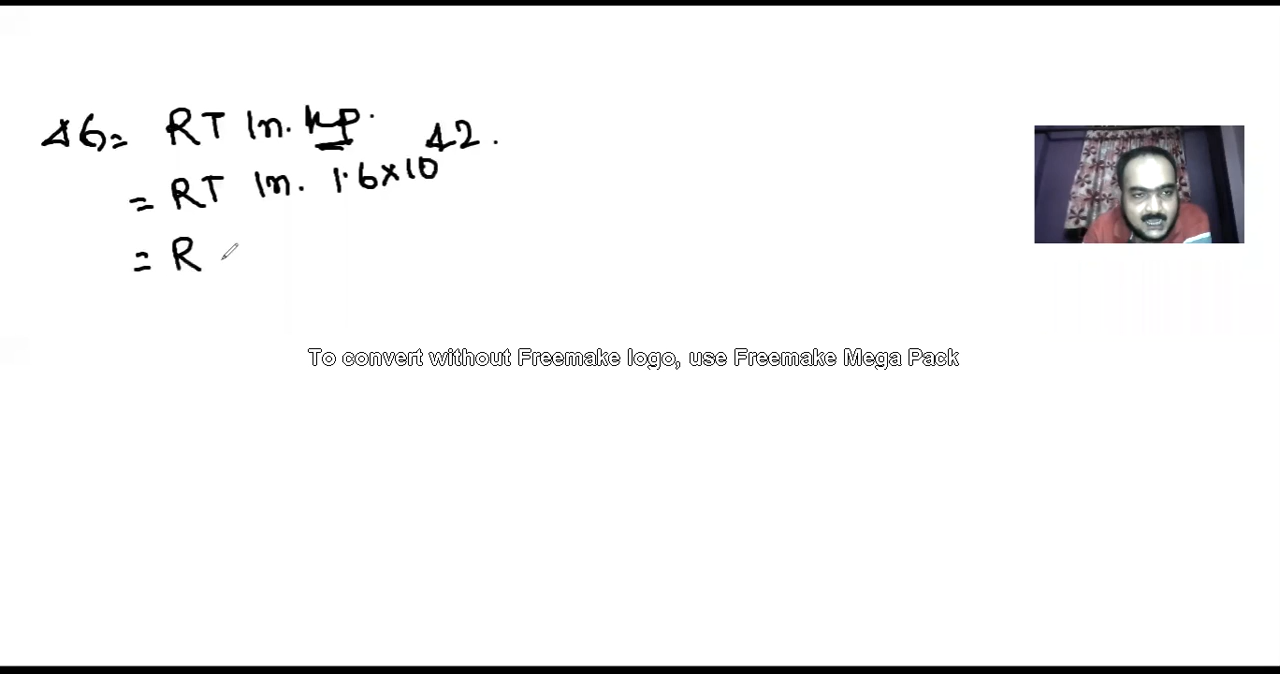 ΔG = RT ln. Kp.
= RT ln. 1.6×10 42.
= R
To convert without Freemake logo, use Freemake Mega Pack